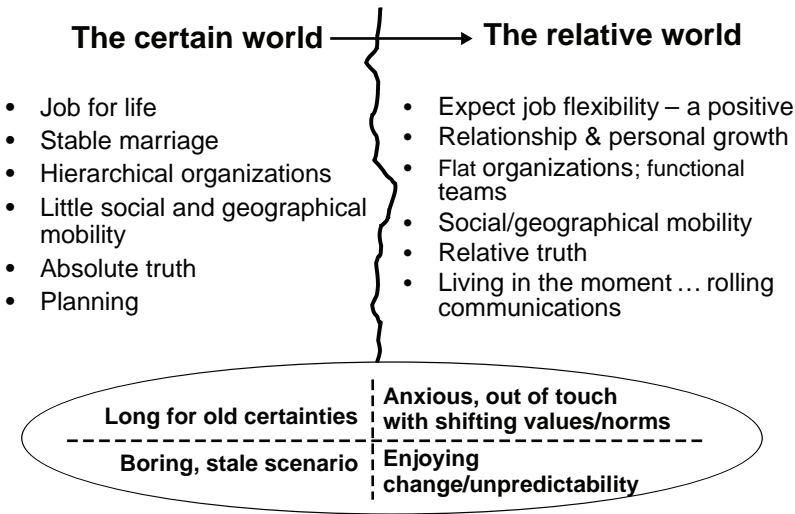 The certain world
• Job for life
• Stable marriage
• Hierarchical organizations
• Little social and geographical
mobility
• Absolute truth
• Planning
The relative world
• Expect job flexibility – a positive
• Relationship & personal growth
• Flat organizations; functional
teams
• Social/geographical mobility
• Relative truth
• Living in the moment … rolling
communications
Long for old certainties
Anxious, out of touch
with shifting values/norms
Boring, stale scenario
Enjoying
change/unpredictability